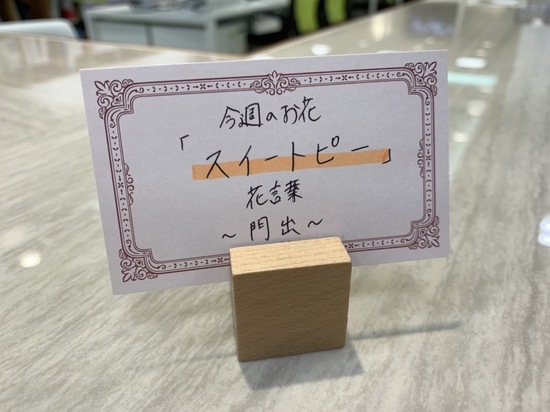 今週のお花
「スイートピー」
花言葉
～門出～